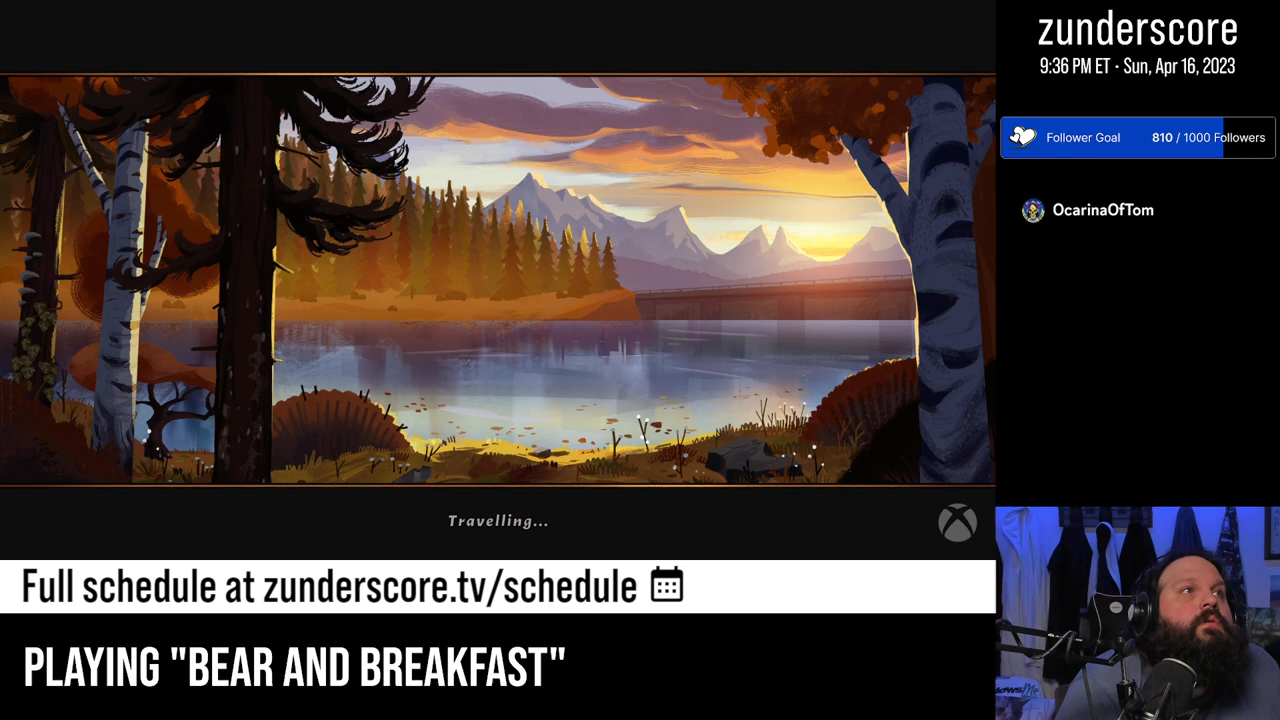 zunderscore
9:36 PM ET · Sun, Apr 16, 2023
Follower Goal 810 / 1000 Followers
OcarinaOfTom
Travelling...
Full schedule at zunderscore.tv/schedule
PLAYING "BEAR AND BREAKFAST"